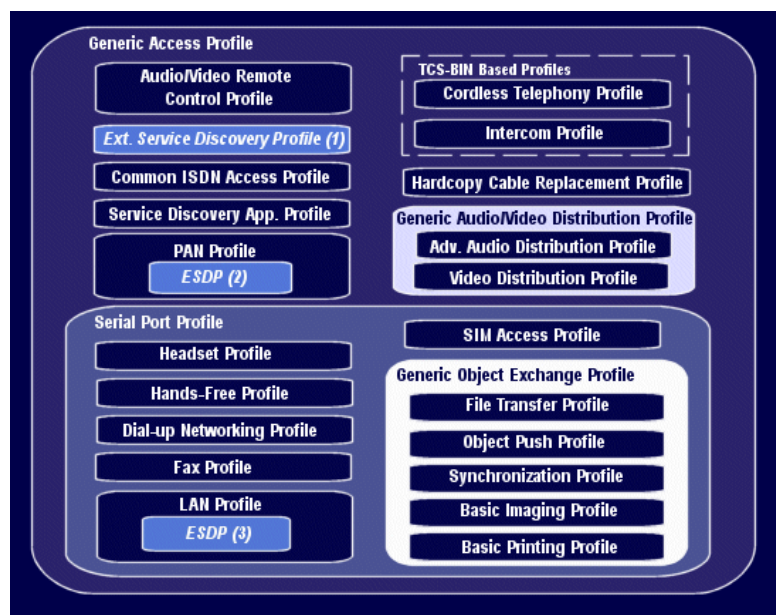 Generic Access Profile
Audio/Video Remote
Control Profile
Ext. Service Discovery Profile (1)
Common ISDN Access Profile
Service Discovery App. Profile
PAN Profile
ESDP (2)
TCS-BIN Based Profiles
Cordless Telephony Profile
Intercom Profile
Hardcopy Cable Replacement Profile
Generic Audio/Video Distribution Profile
Adv. Audio Distribution Profile
Video Distribution Profile
Serial Port Profile
Headset Profile
Hands-Free Profile
Dial-up Networking Profile
Fax Profile
LAN Profile
ESDP (3)
SIM Access Profile
Generic Object Exchange Profile
File Transfer Profile
Object Push Profile
Synchronization Profile
Basic Imaging Profile
Basic Printing Profile